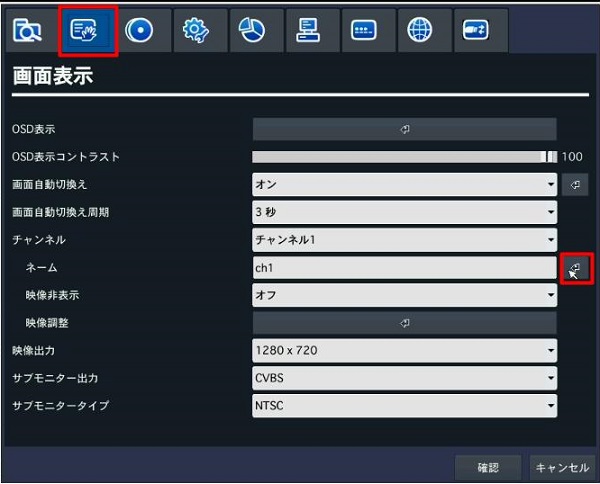 画面表示
OSD表示
OSD表示コントラスト 100
画面自動切換え オン
画面自動切換え周期 3 秒
チャンネル チャンネル1
ネーム ch1
映像非表示 オフ
映像調整
映像出力 1280 x 720
サブモニター出力 CVBS
サブモニタータイプ NTSC
確認 キャンセル